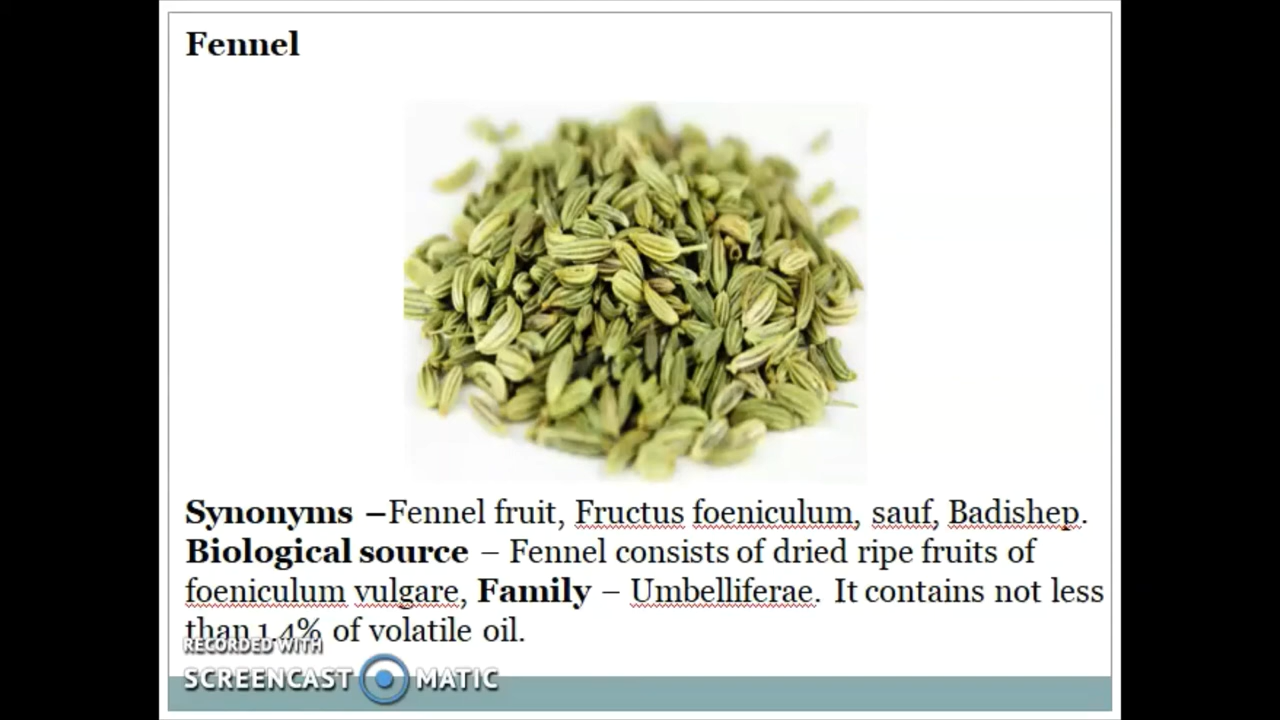 Fennel
Synonyms –Fennel fruit, Fructus foeniculum, sauf, Badishep.
Biological source – Fennel consists of dried ripe fruits of
foeniculum vulgare, Family – Umbelliferae. It contains not less
than 1.4% of volatile oil.
RECORDED WITH
SCREENCAST MATIC